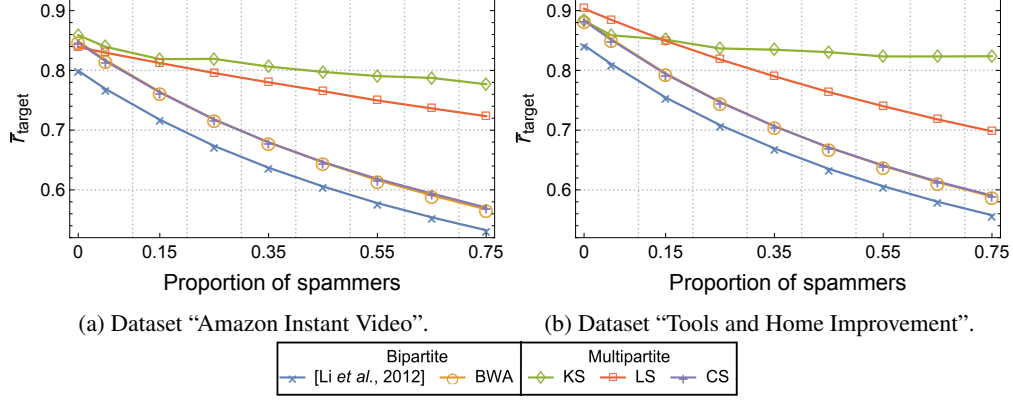 0.9
0.8
0.7
0.6
r̄target
0 0.15 0.35 0.55 0.75
Proportion of spammers
(a) Dataset “Amazon Instant Video”.
0.9
0.8
0.7
0.6
r̄target
0 0.15 0.35 0.55 0.75
Proportion of spammers
(b) Dataset “Tools and Home Improvement”.
Bipartite Multipartite
[Li et al., 2012] BWA KS LS CS